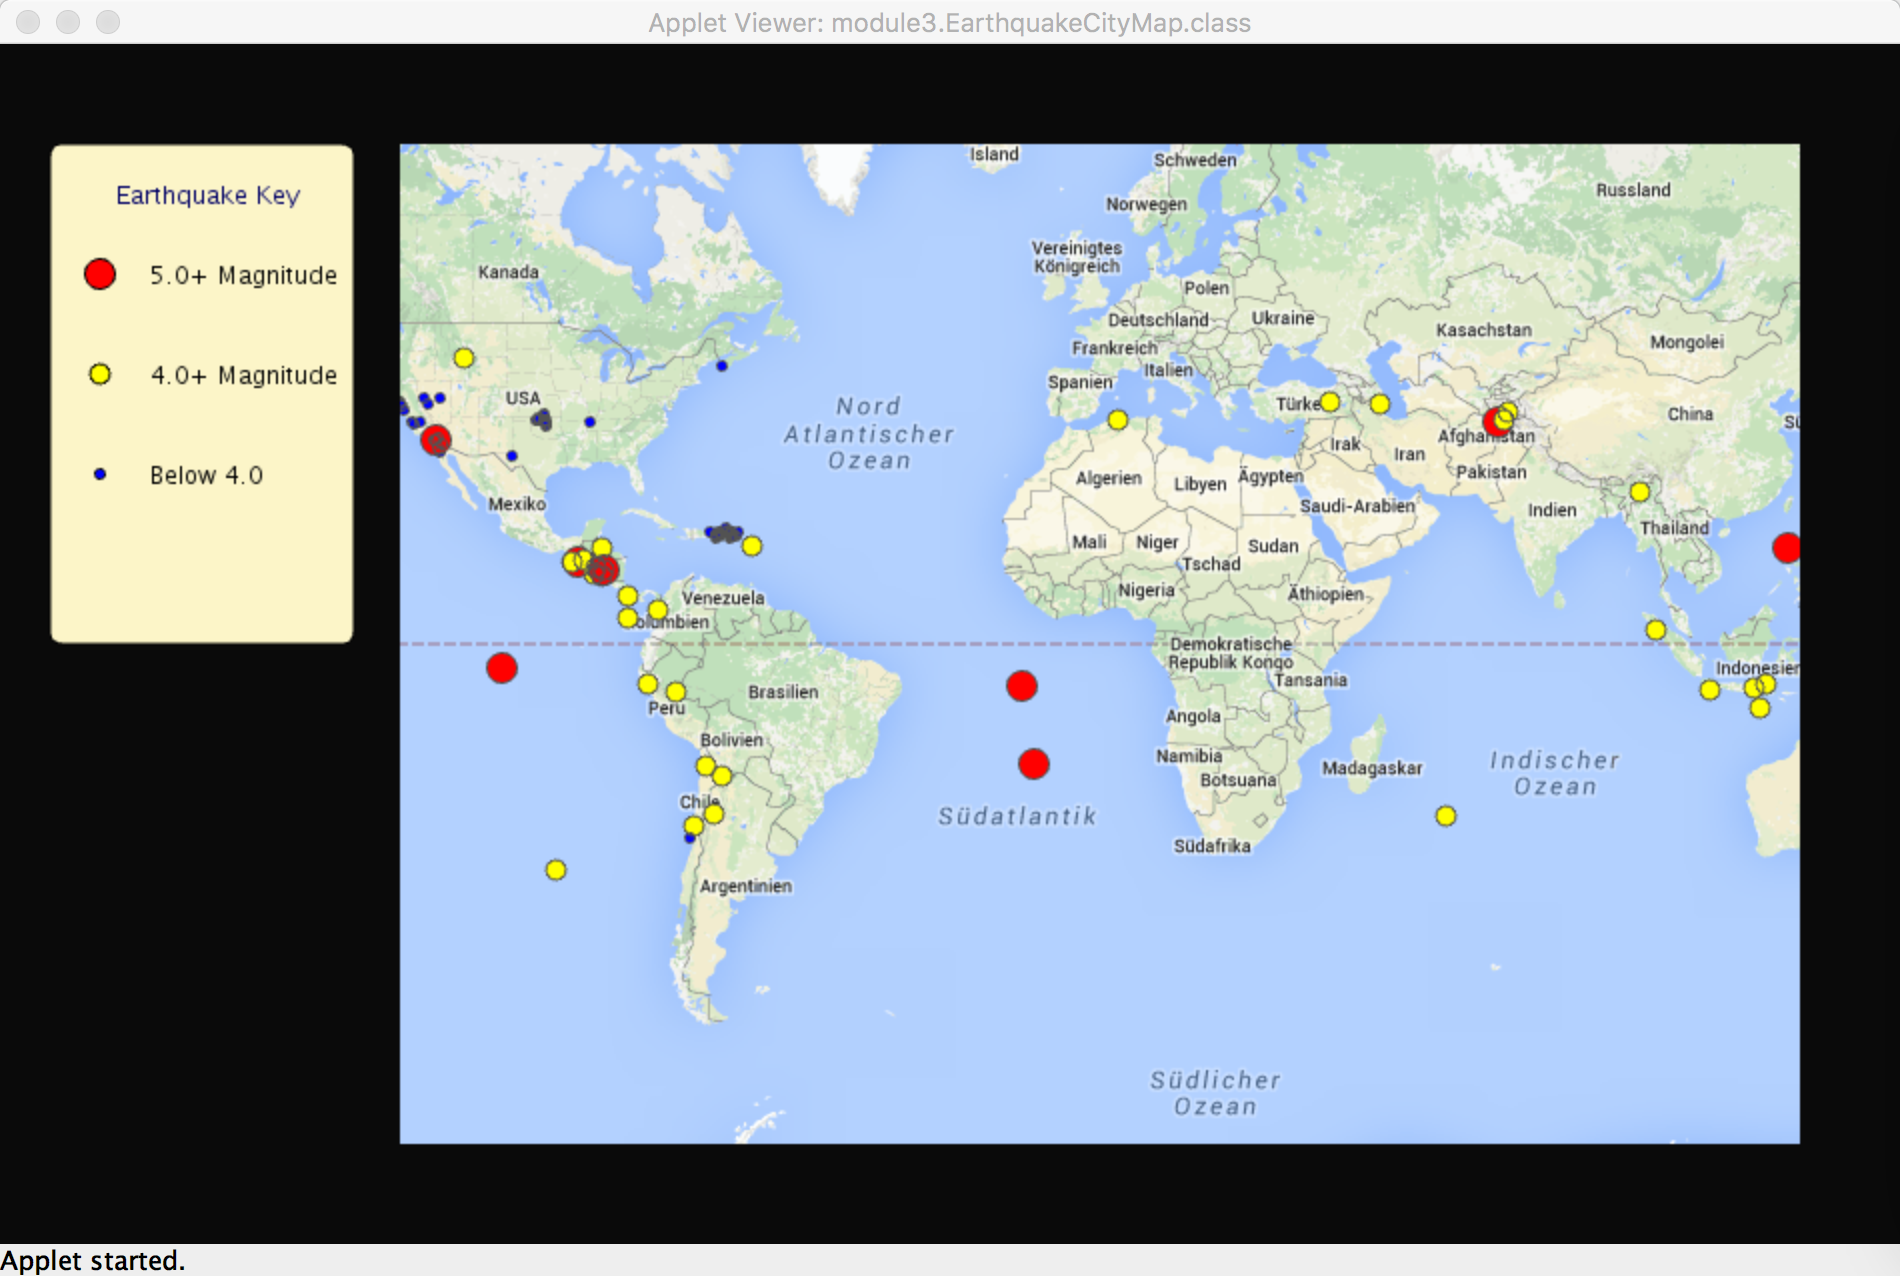 Applet Viewer: module3.EarthquakeCityMap.class
Earthquake Key
5.0+ Magnitude
4.0+ Magnitude
Below 4.0
Island
Schweden
Russland
Norwegen
Vereinigtes
Königreich
Kanada
Polen
Deutschland
Ukraine
Kasachstan
Mongolei
Frankreich
Italien
Spanien
USA
Nord
Atlantischer
Ozean
Türke
China
Afghanistan
Irak
Iran
Pakistan
Algerien
Libyen
Ägypten
Saudi-Arabien
Indien
Thailand
Mexiko
Mali
Niger
Sudan
Tschad
Nigeria
Äthiopien
Venezuela
olumbien
Demokratische
Republik Kongo
Tansania
Indonesien
Brasilien
Peru
Angola
Bolivien
Namibia
Botsuana
Madagaskar
Indischer
Ozean
Chile
Südatlantik
Südafrika
Argentinien
Südlicher
Ozean
Applet started.